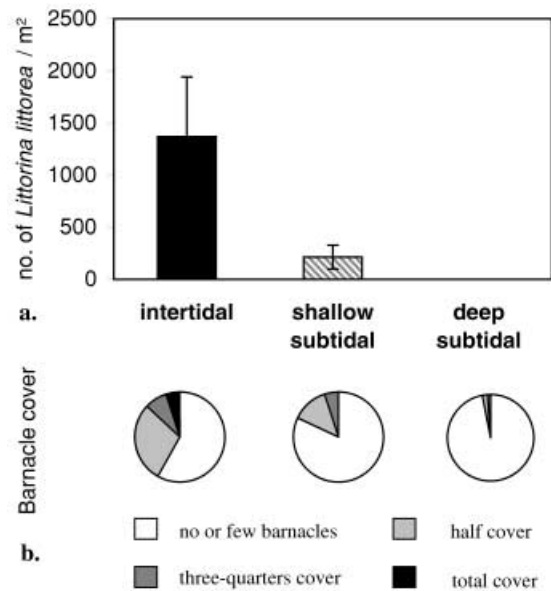 no. of Littorina littorea / m²
2500
2000
1500
1000
500
0
a.
intertidal
shallow
subtidal
deep
subtidal
Barnacle cover
no or few barnacles
half cover
b.
three-quarters cover
total cover